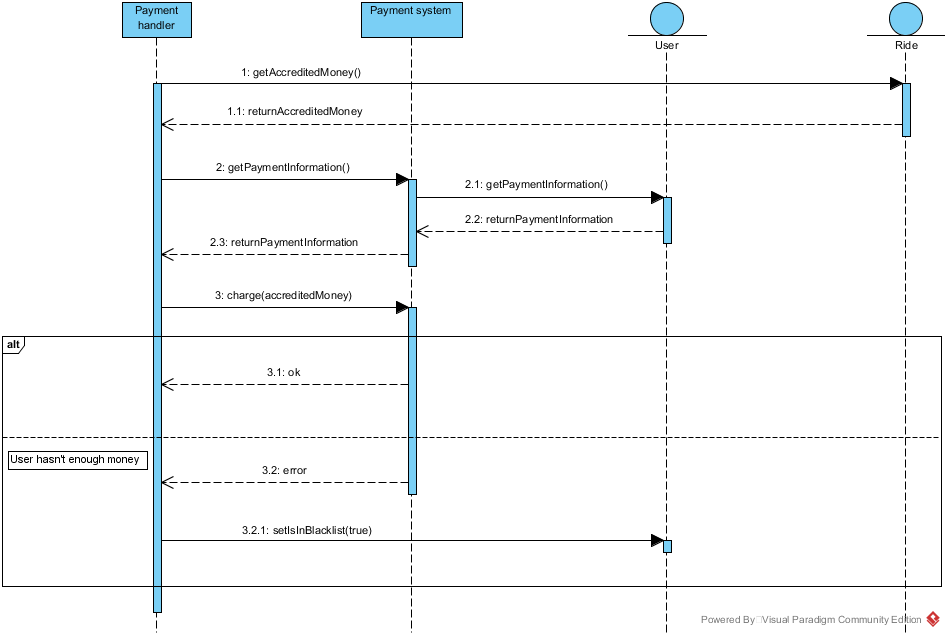 Payment
handler
Payment system
User
Ride
1: getAccreditedMoney()
1.1: returnAccreditedMoney
2: getPaymentInformation()
2.1: getPaymentInformation()
2.2: returnPaymentInformation
2.3: returnPaymentInformation
3: charge(accreditedMoney)
alt
3.1: ok
User hasn't enough money
3.2: error
3.2.1: setIsInBlacklist(true)
Powered By Visual Paradigm Community Edition